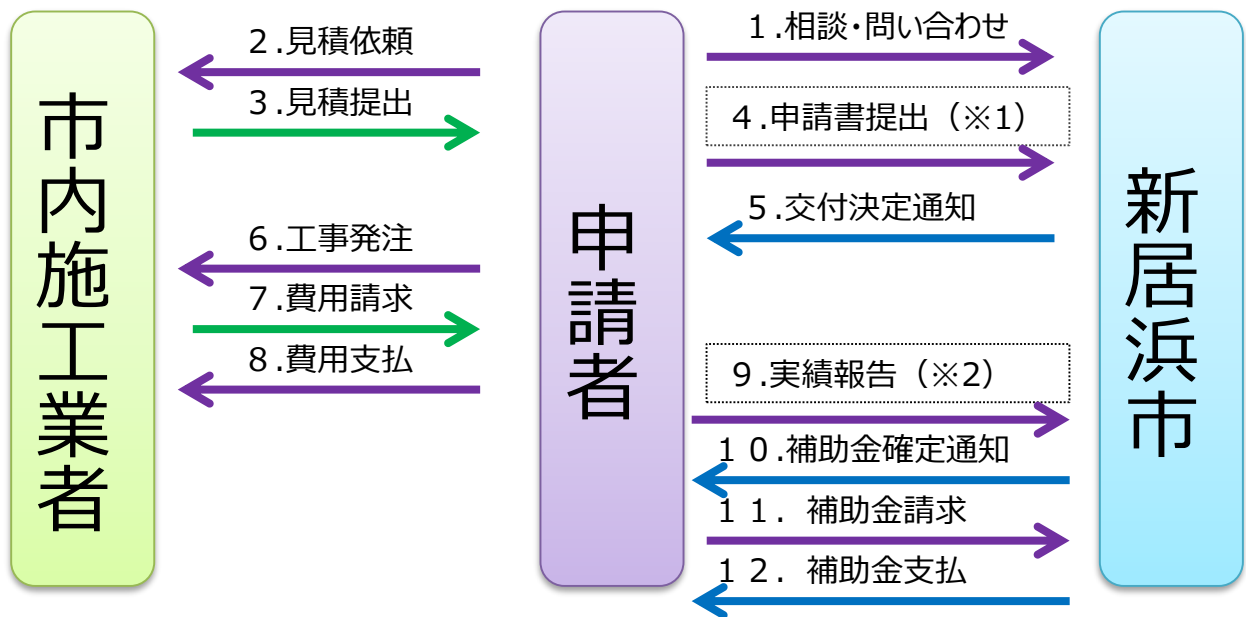 市内施工業者
申請者
新居浜市
１.相談・問い合わせ
２.見積依頼
３.見積提出
４.申請書提出（※1）
５.交付決定通知
６.工事発注
７.費用請求
８.費用支払
９.実績報告（※2）
１０.補助金確定通知
１１．補助金請求
１２．補助金支払